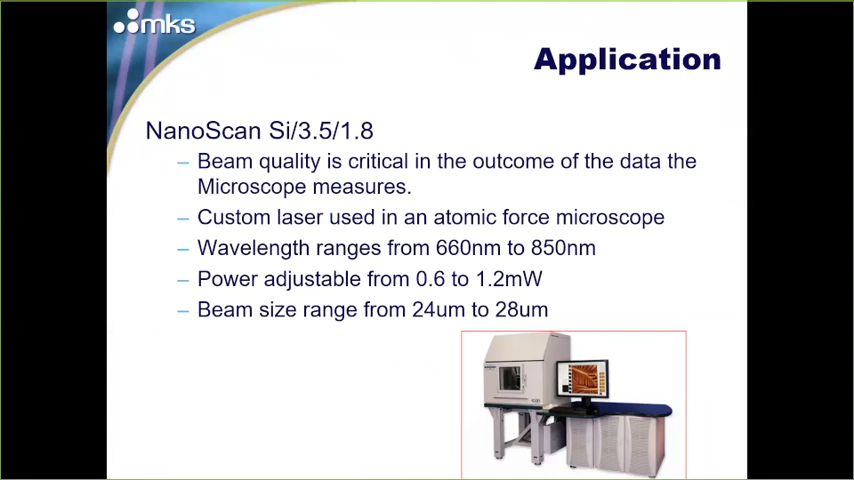 mks
Application
NanoScan Si/3.5/1.8
– Beam quality is critical in the outcome of the data the
Microscope measures.
– Custom laser used in an atomic force microscope
– Wavelength ranges from 660nm to 850nm
– Power adjustable from 0.6 to 1.2mW
– Beam size range from 24um to 28um